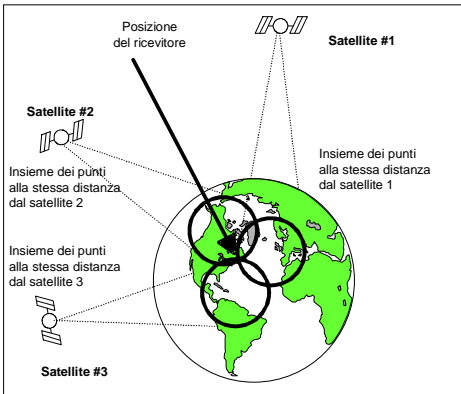 Posizione
del ricevitore
Satellite #1
Satellite #2
Insieme dei punti
alla stessa distanza
dal satellite 1
Insieme dei punti
alla stessa distanza
dal satellite 2
Insieme dei punti
alla stessa distanza
dal satellite 3
Satellite #3